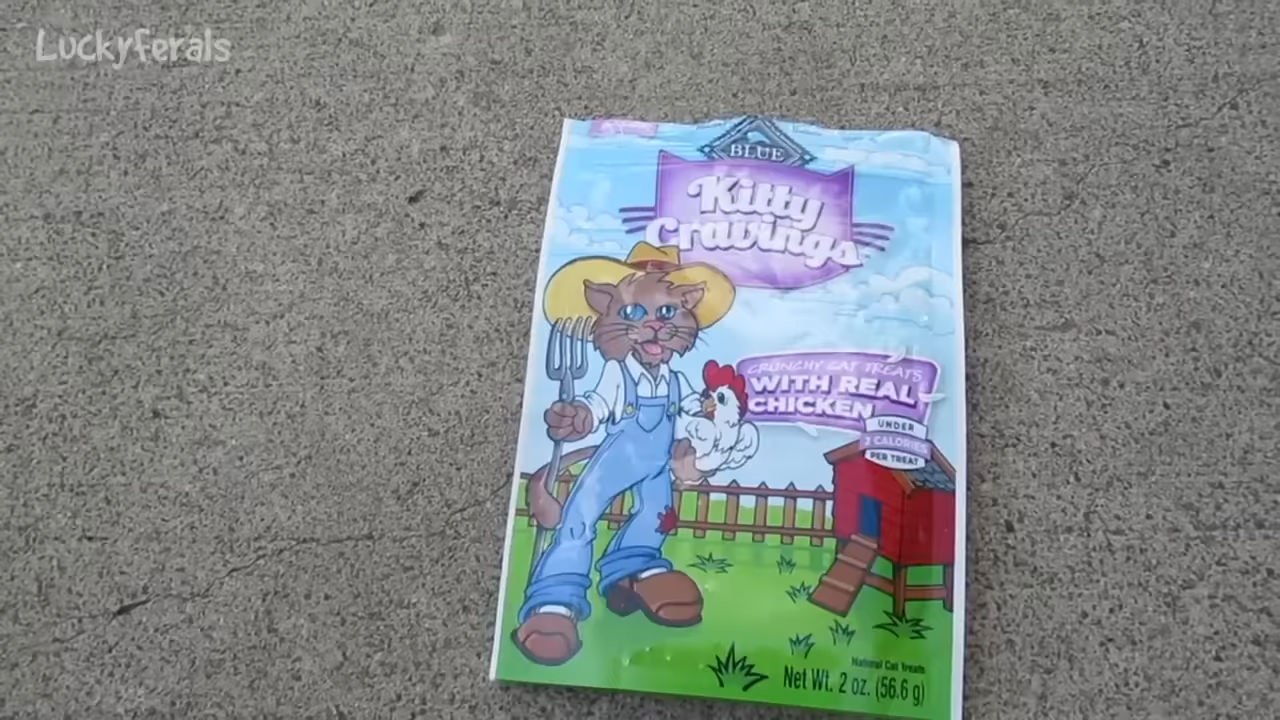 Luckyferals
BLUE
Kitty
Cravings
CRUNCHY CAT TREATS
WITH REAL
CHICKEN
UNDER
2 CALORIES
PER TREAT
Natural Cat Treats
Net Wt. 2 oz. (56.6 g)